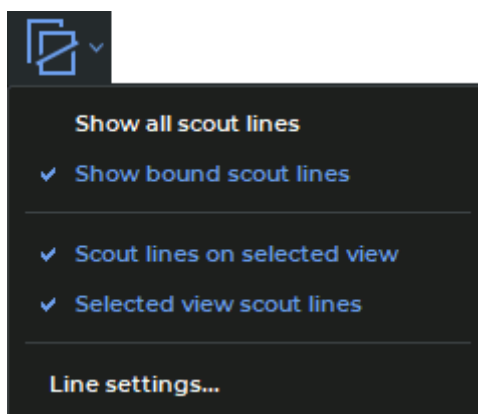 Show all scout lines
Show bound scout lines
Scout lines on selected view
Selected view scout lines
Line settings...